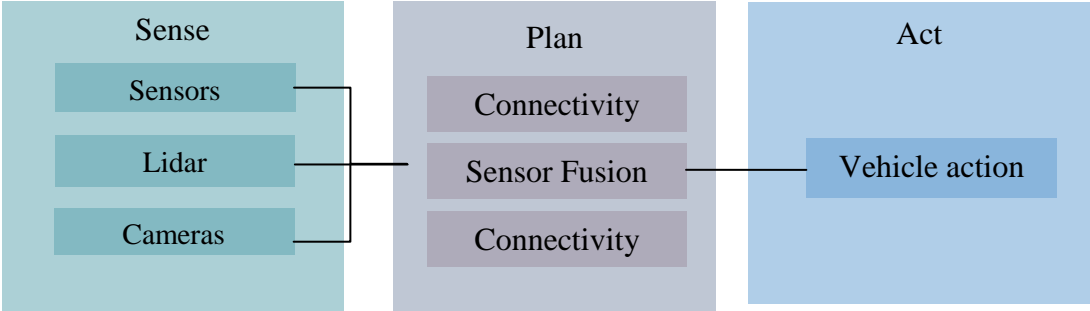 Sense
Sensors
Lidar
Cameras
Plan
Connectivity
Sensor Fusion
Connectivity
Act
Vehicle action